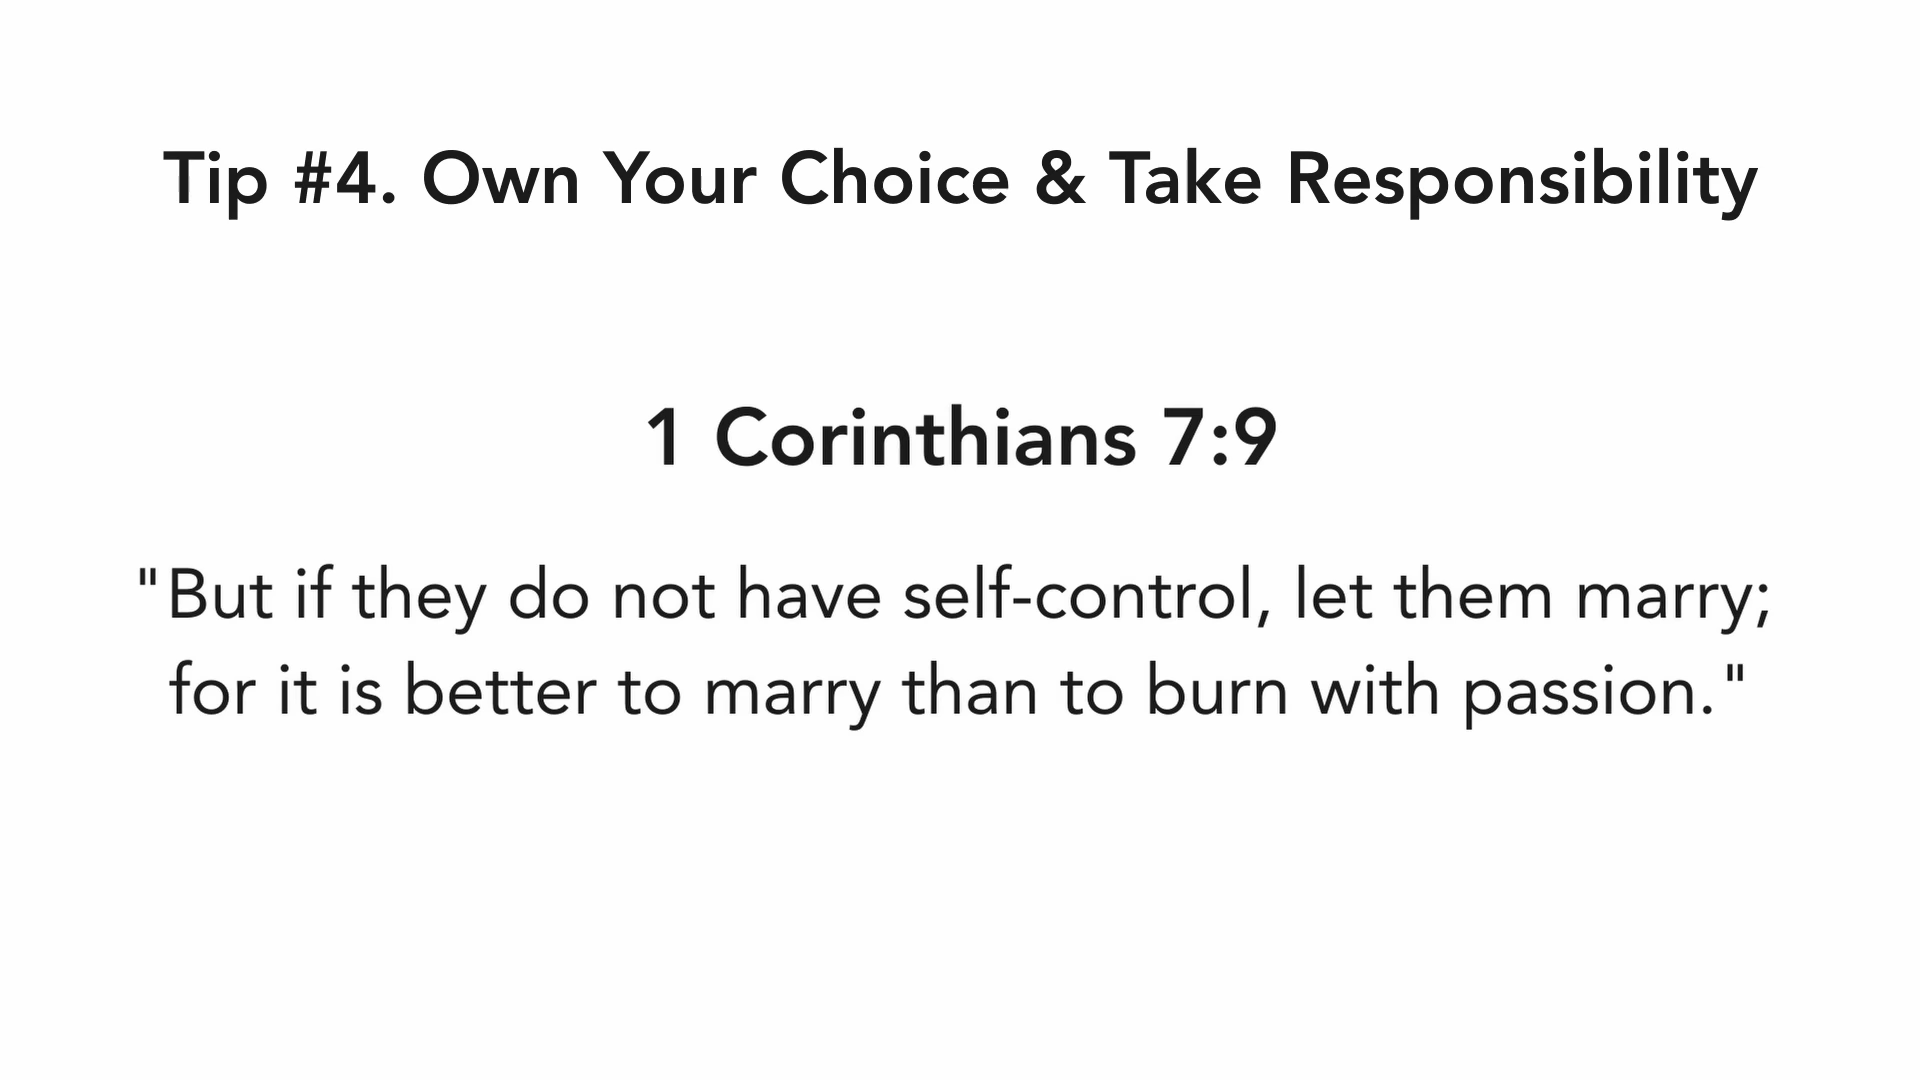 Tip #4. Own Your Choice & Take Responsibility
1 Corinthians 7:9
"But if they do not have self-control, let them marry;
for it is better to marry than to burn with passion."